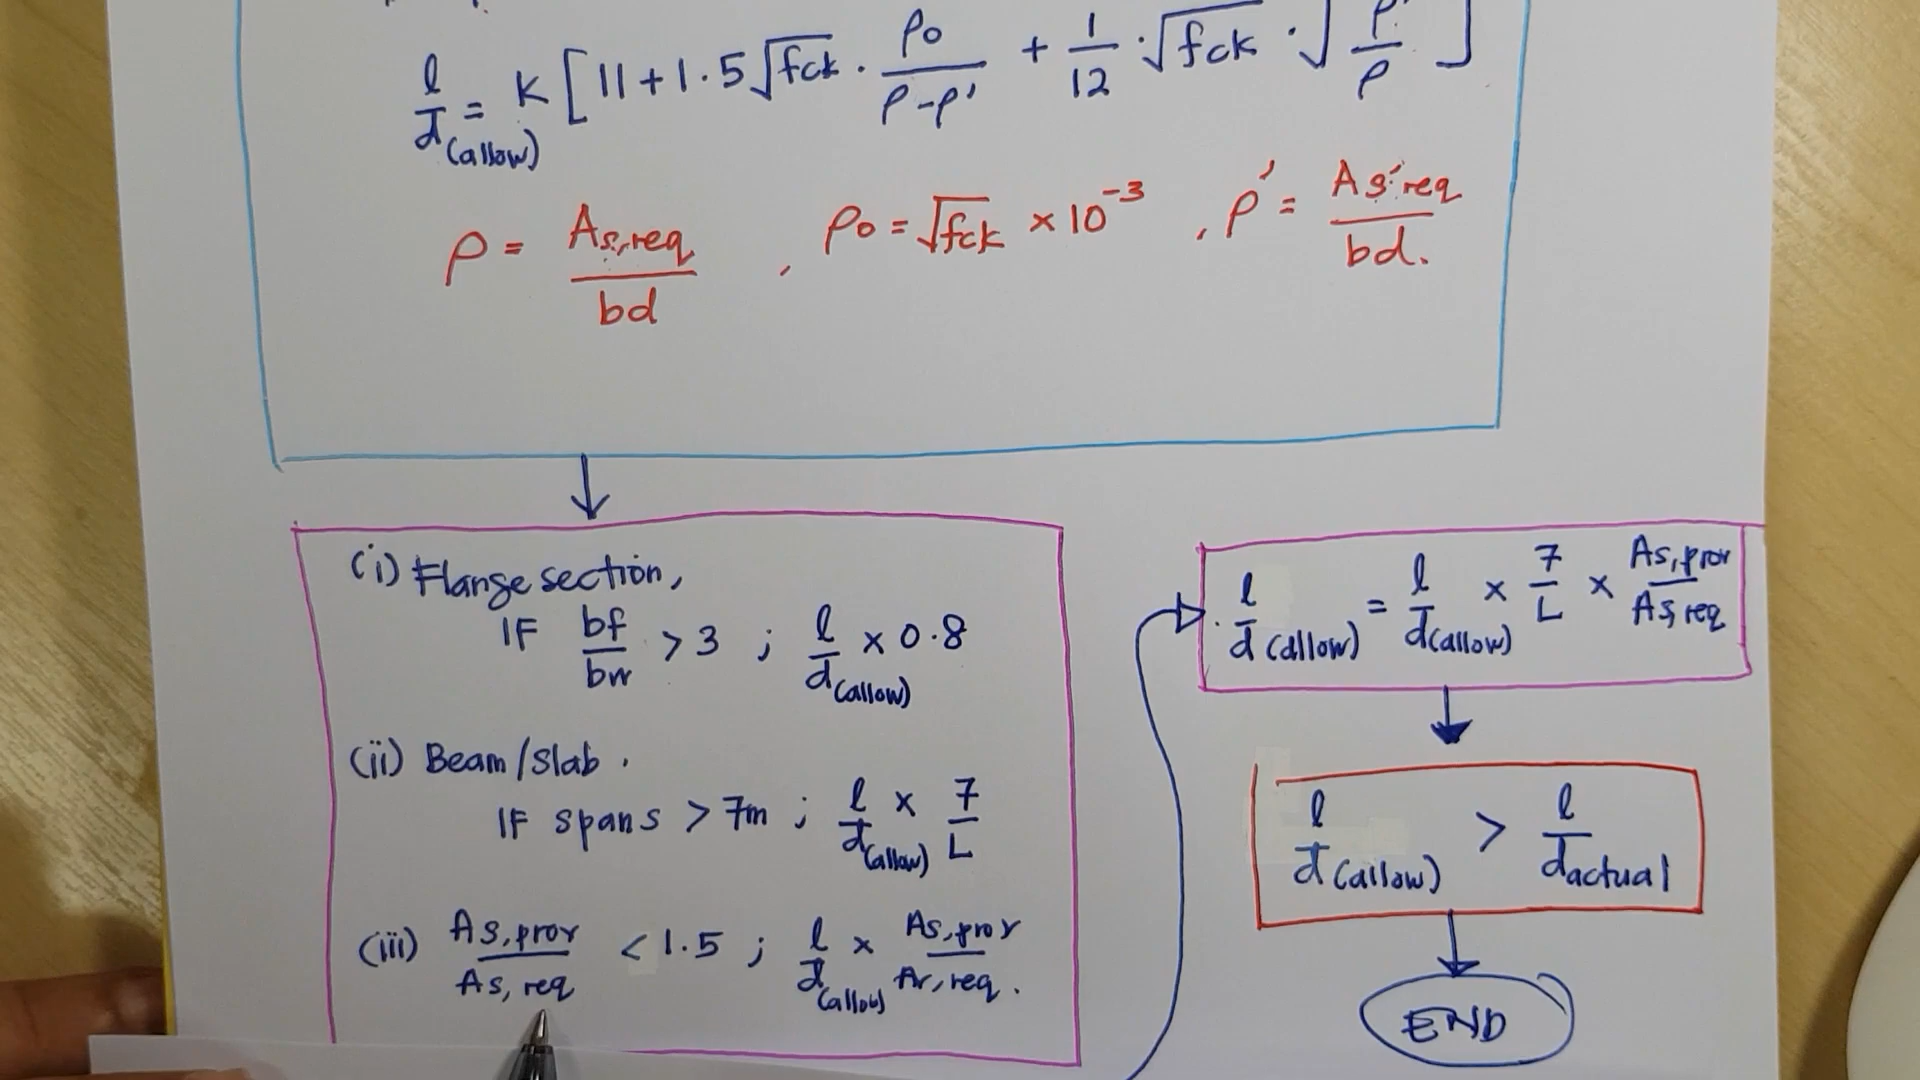 l/d (allow) = K [ 11 + 1.5 √fck · ρo/(ρ-ρ') + 1/12 · √fck · √(ρ'/ρ) ]
ρ = As,req/bd , ρo = √fck × 10⁻³ , ρ' = As'req/bd.
(i) Flange section,
IF bf/bw > 3 ; l/d (allow) × 0.8
(ii) Beam/Slab.
IF spans > 7m ; l/d (allow) × 7/L
(iii) As,prov/As,req < 1.5 ; l/d (allow) × As,prov/As,req.
l/d (allow) = l/d (allow) × 7/L × As,prov/As,req
l/d (allow) > l/d actual
END